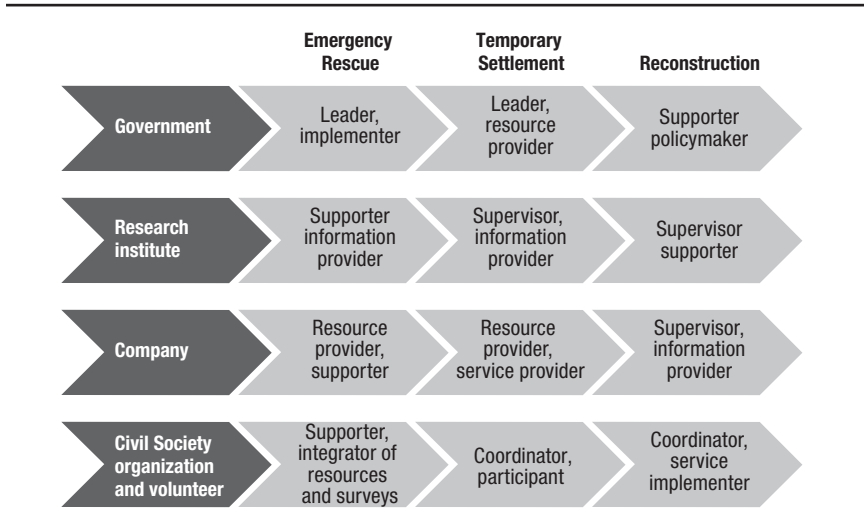 Emergency
Rescue
Temporary
Settlement
Reconstruction
Government
Leader,
implementer
Leader,
resource
provider
Supporter
policymaker
Research
institute
Supporter
information
provider
Supervisor,
information
provider
Supervisor
supporter
Company
Resource
provider,
supporter
Resource
provider,
service provider
Supervisor,
information
provider
Civil Society
organization
and volunteer
Supporter,
integrator of
resources
and surveys
Coordinator,
participant
Coordinator,
service
implementer